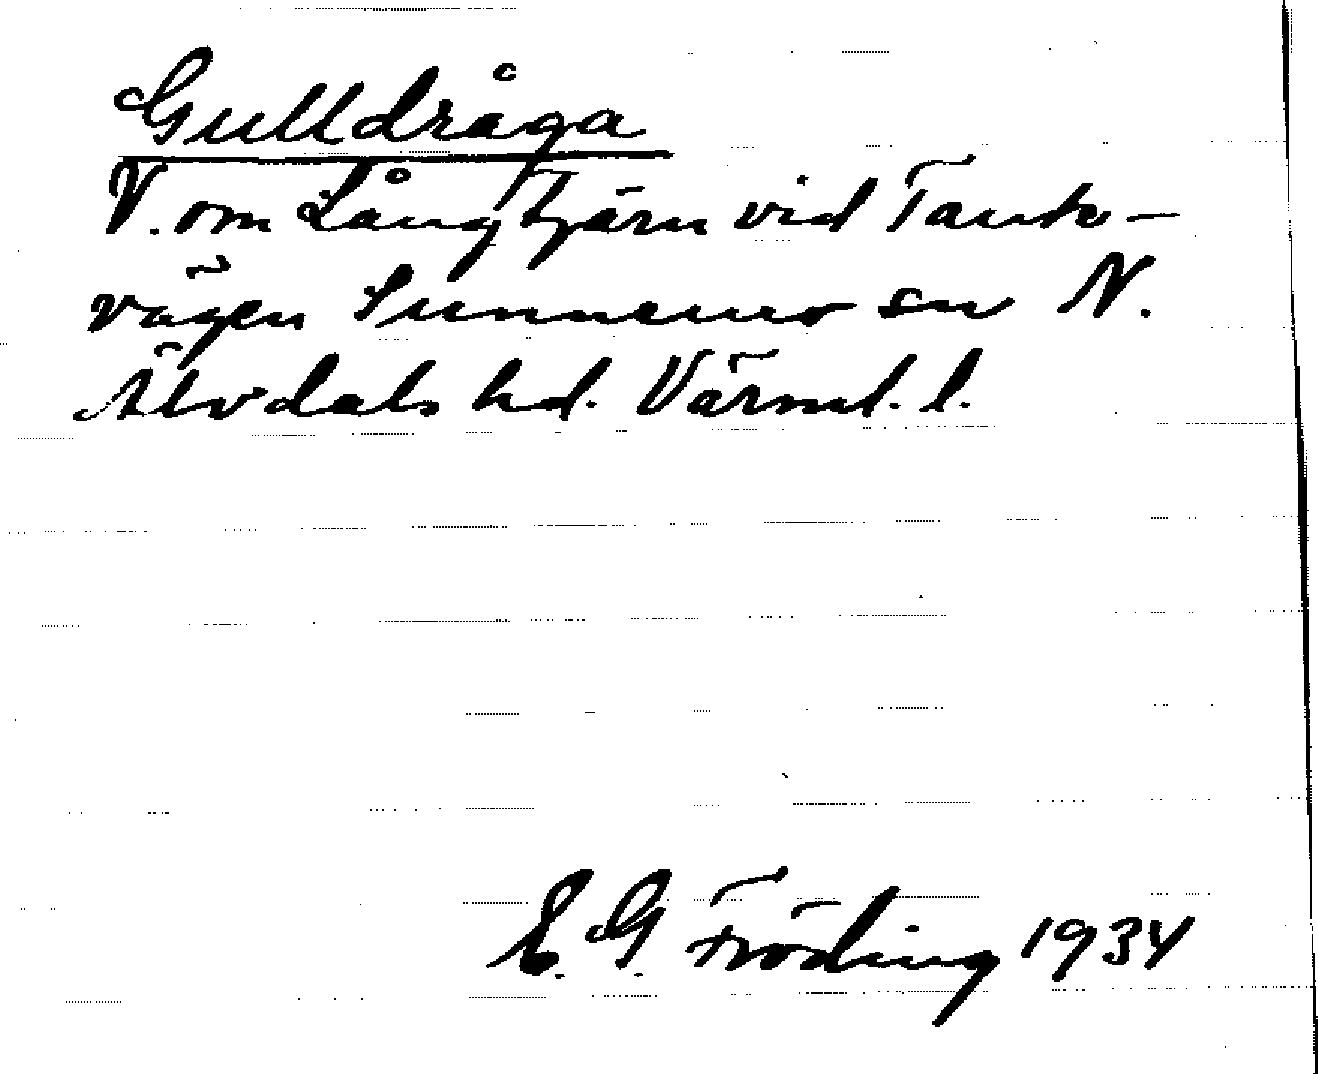 Gulldråga
V. om Långtjärn vid Tank-
vägen Sunnemo sn N.
Älvdals hd. Värml. l.
E. G. Fröding 1934